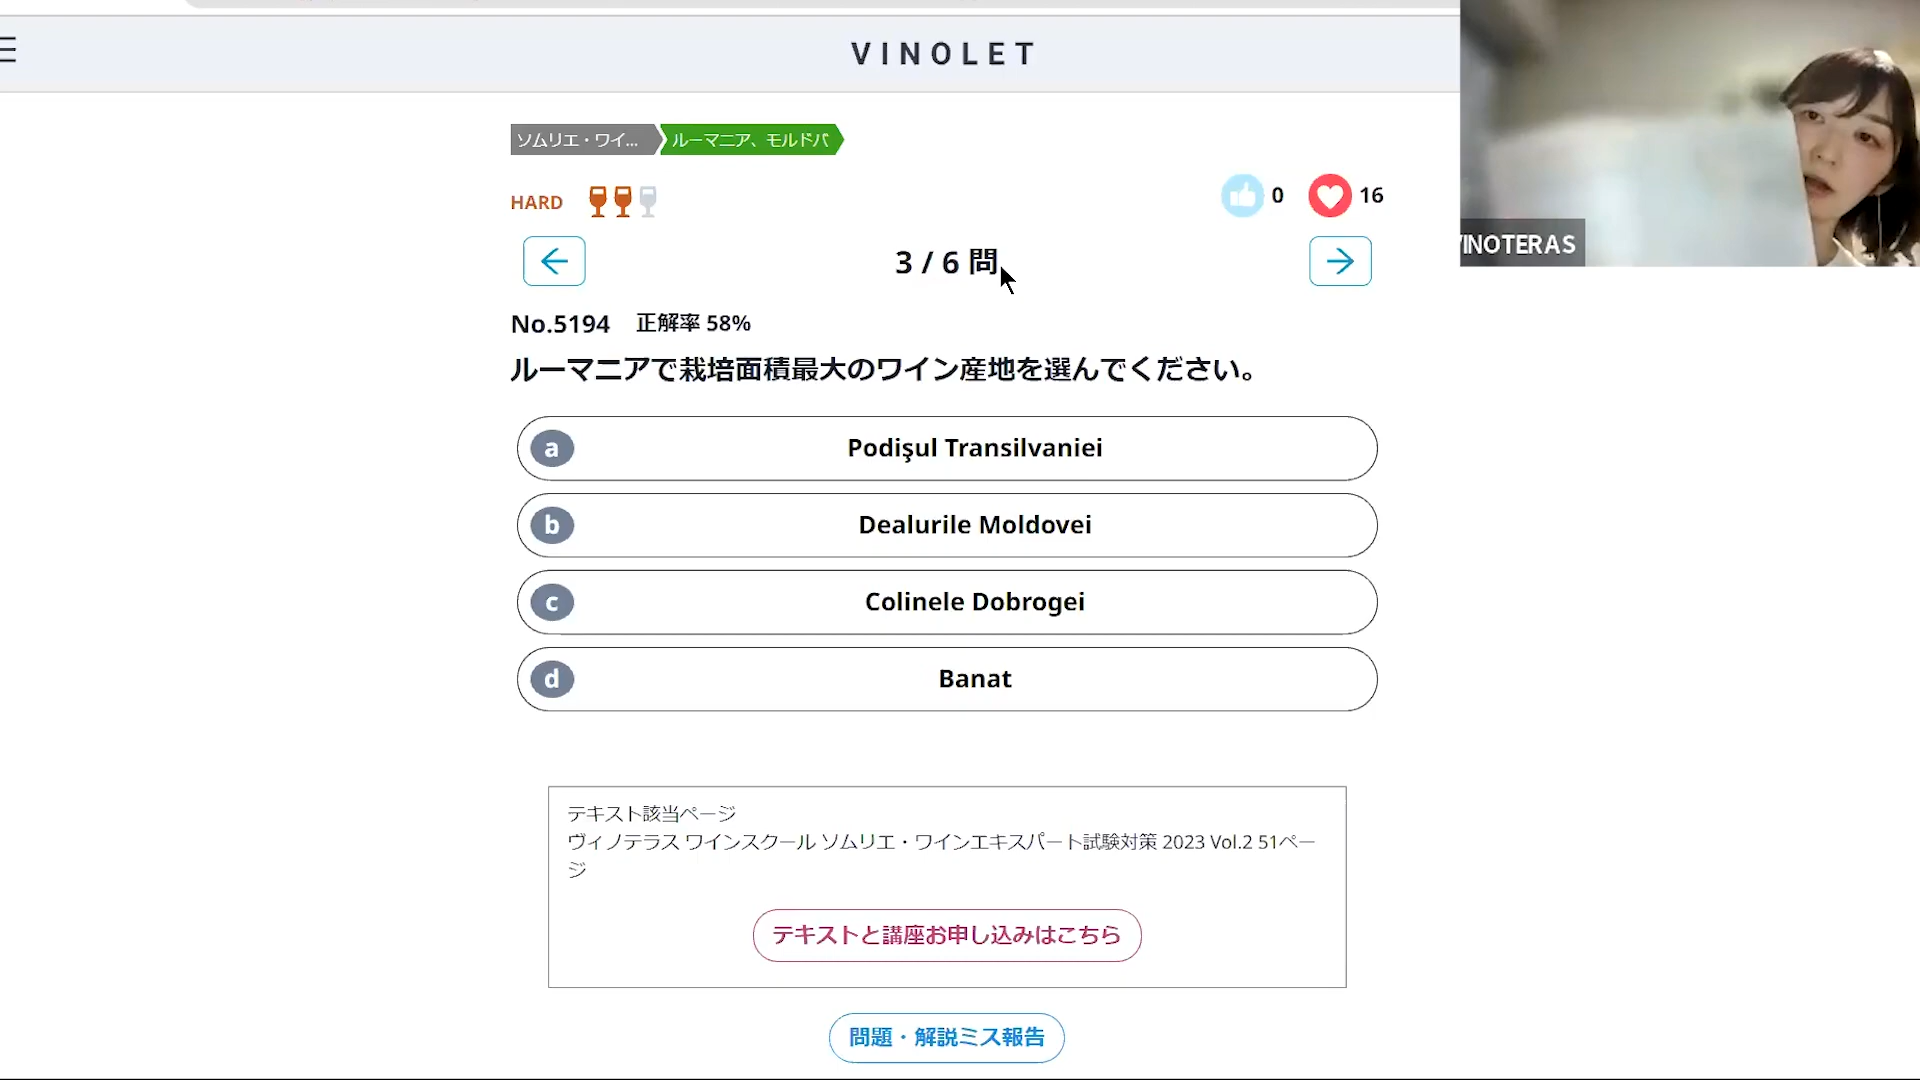 VINOLET
ソムリエ・ワイ...
ルーマニア、モルドバ
HARD
0
16
3 / 6 問
No.5194 正解率 58%
ルーマニアで栽培面積最大のワイン産地を選んでください。
a Podişul Transilvaniei
b Dealurile Moldovei
c Colinele Dobrogei
d Banat
テキスト該当ページ
ヴィノテラス ワインスクール ソムリエ・ワインエキスパート試験対策 2023 Vol.2 51ペー
ジ
テキストと講座お申し込みはこちら
問題・解説ミス報告
VINOTERAS